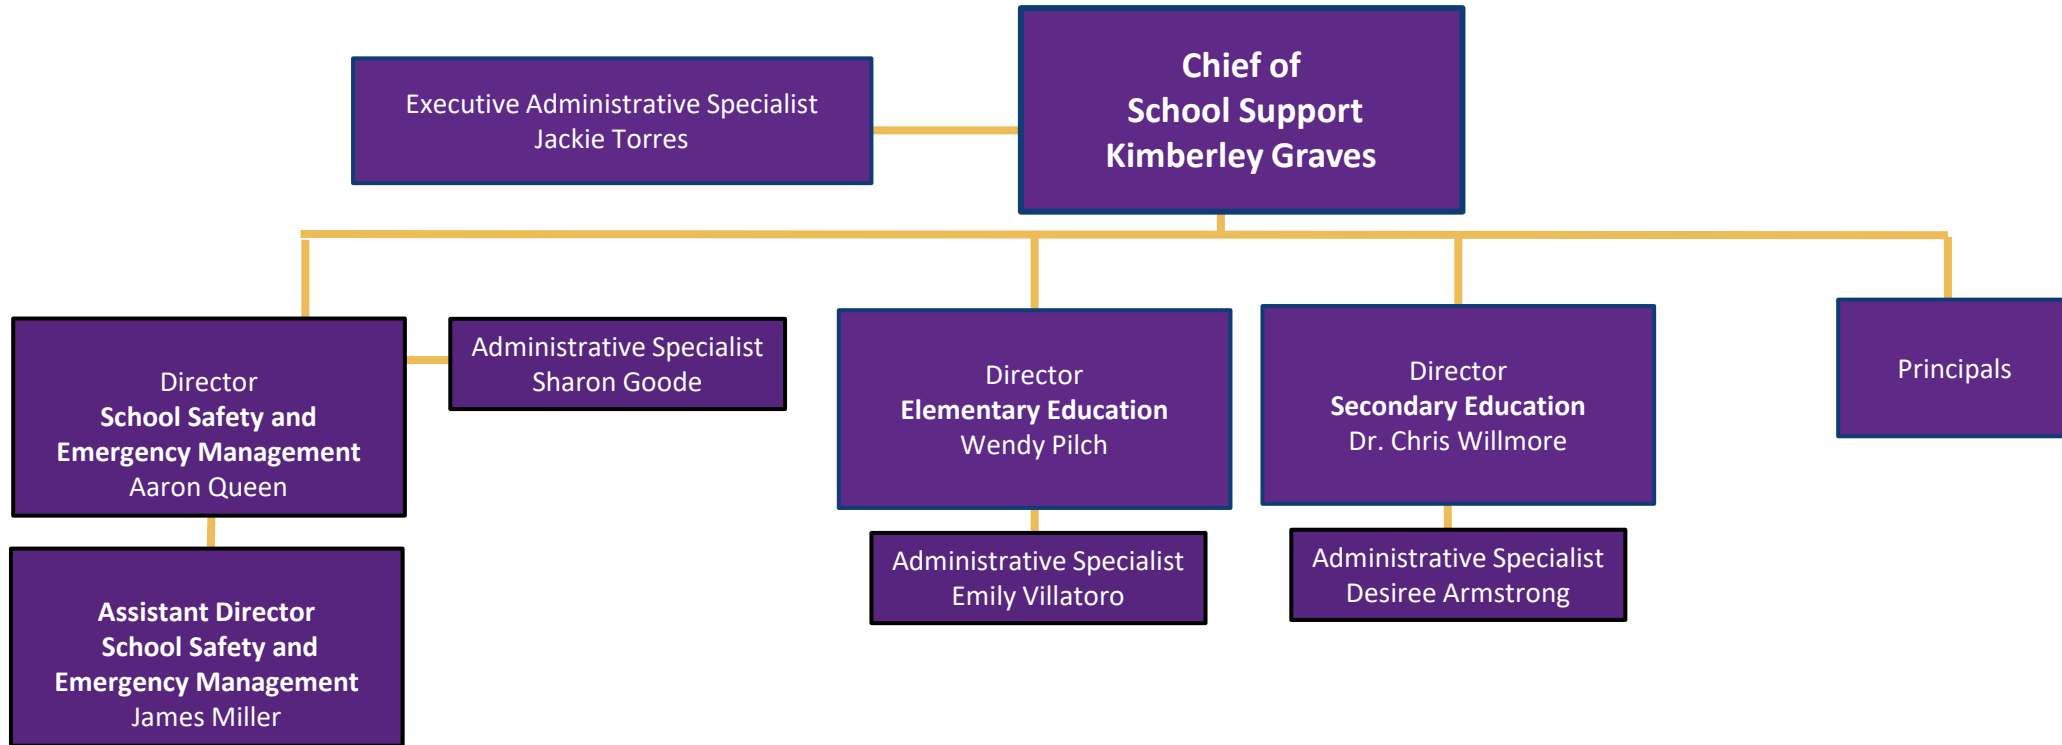 Chief of
School Support
Kimberley Graves
Executive Administrative Specialist
Jackie Torres
Director
School Safety and
Emergency Management
Aaron Queen
Administrative Specialist
Sharon Goode
Director
Elementary Education
Wendy Pilch
Director
Secondary Education
Dr. Chris Willmore
Principals
Assistant Director
School Safety and
Emergency Management
James Miller
Administrative Specialist
Emily Villatoro
Administrative Specialist
Desiree Armstrong